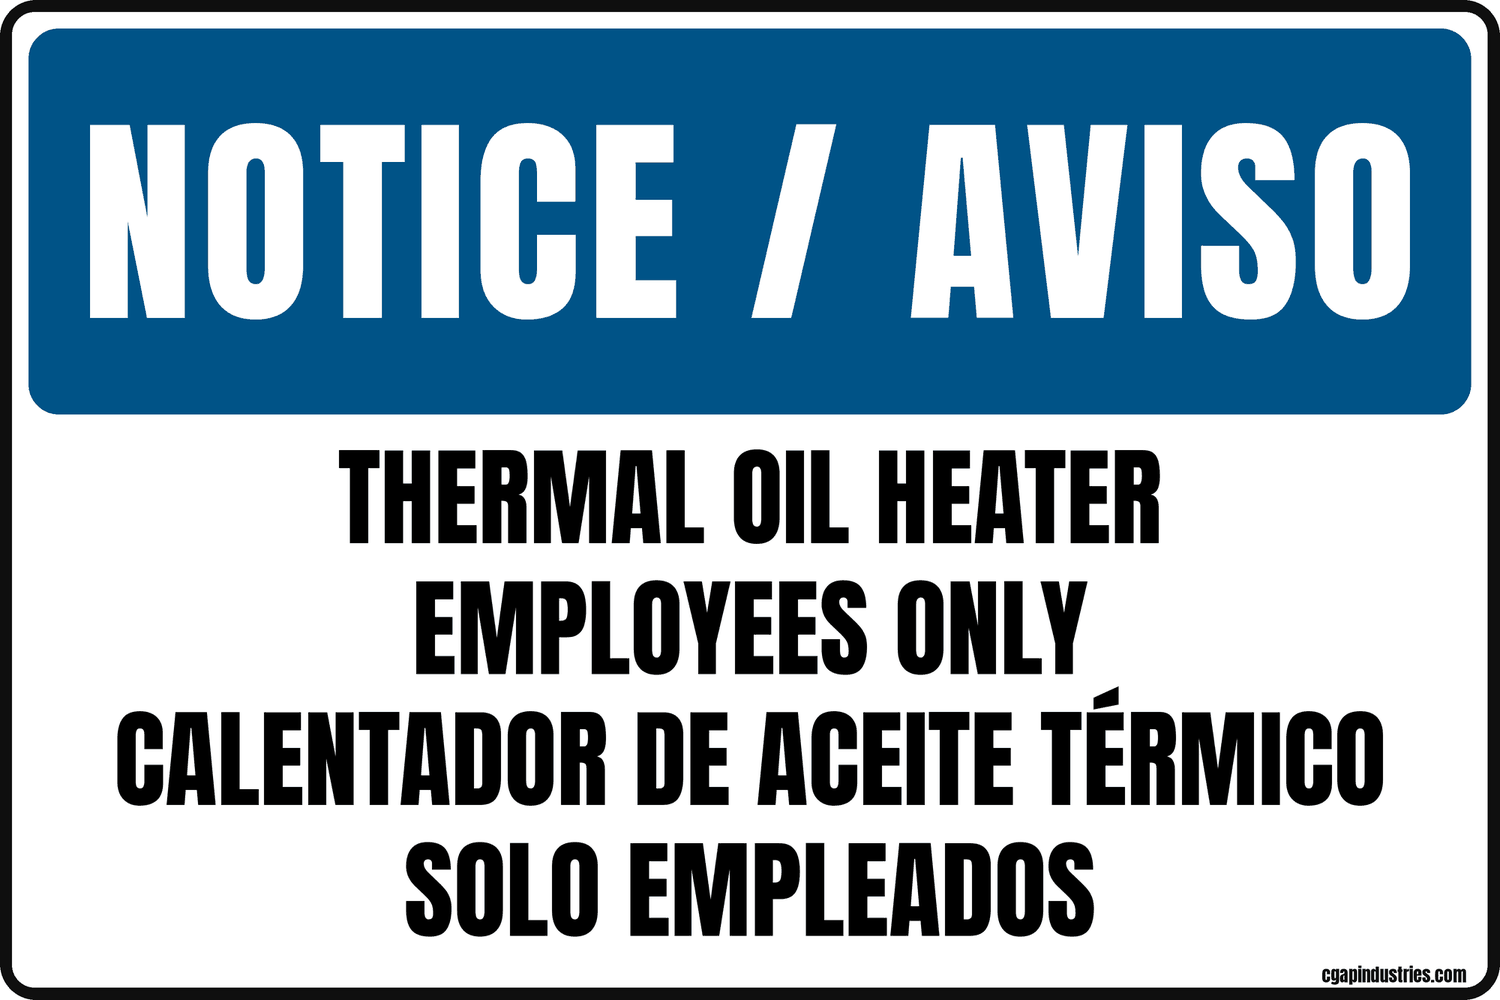 NOTICE / AVISO
THERMAL OIL HEATER
EMPLOYEES ONLY
CALENTADOR DE ACEITE TÉRMICO
SOLO EMPLEADOS
cgapindustries.com